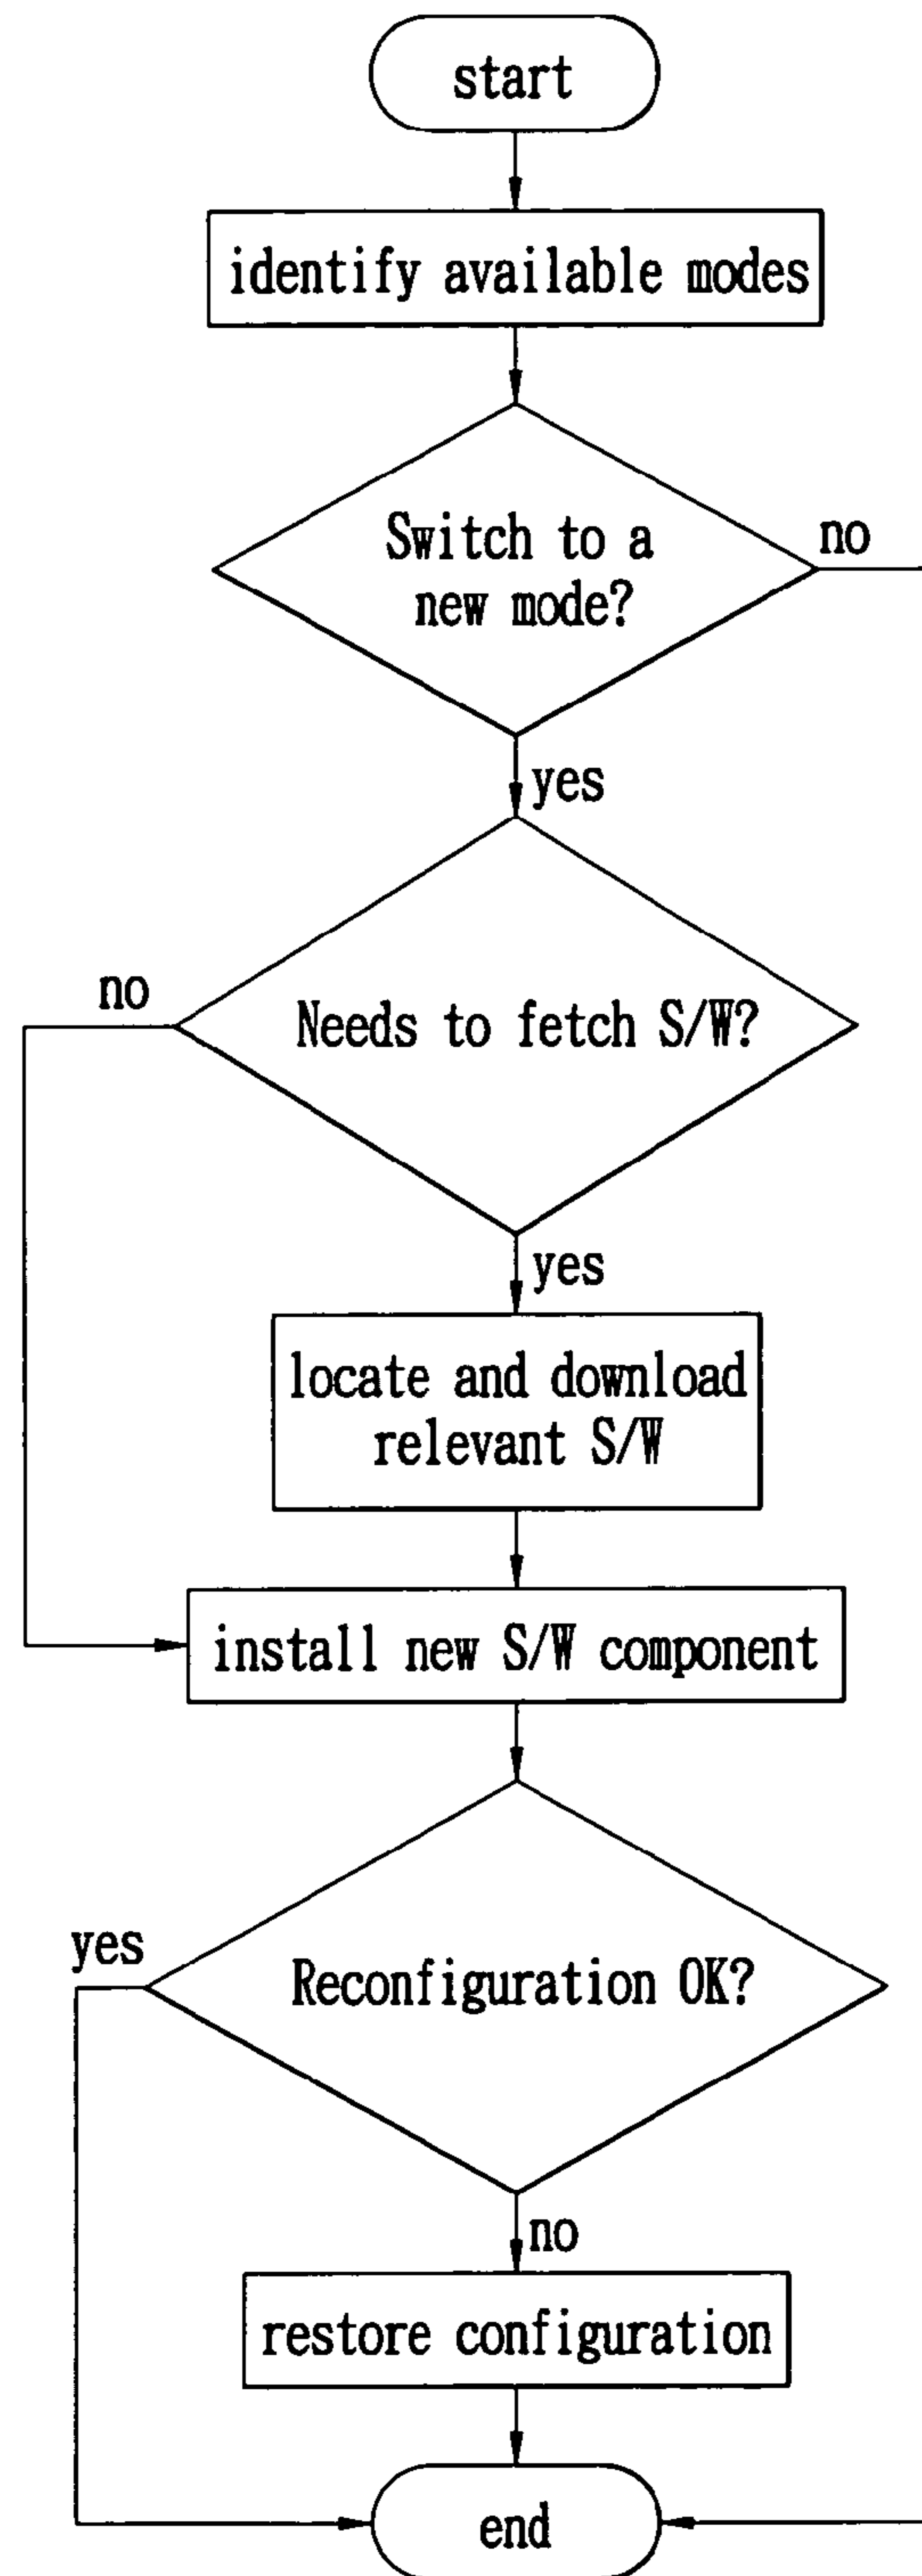 start
identify available modes
Switch to a
new mode?
no
yes
no
Needs to fetch S/W?
yes
locate and download
relevant S/W
install new S/W component
yes
Reconfiguration OK?
no
restore configuration
end